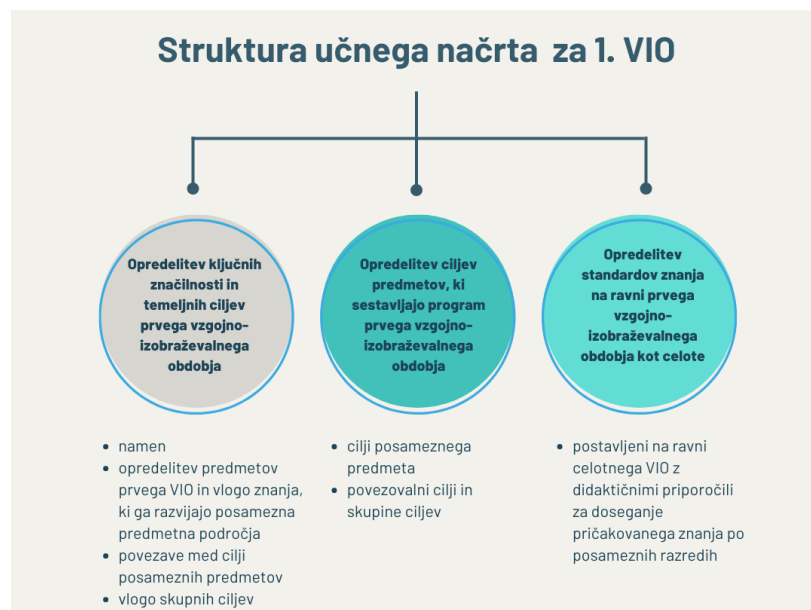 Struktura učnega načrta za 1. VIO
Opredelitev ključnih
značilnosti in
temeljnih ciljev
prvega vzgojno-
izobraževalnega
obdobja
Opredelitev ciljev
predmetov, ki
sestavljajo program
prvega vzgojno-
izobraževalnega
obdobja
Opredelitev
standardov znanja
na ravni prvega
vzgojno-
izobraževalnega
obdobja kot celote
• namen
• opredelitev predmetov
prvega VIO in vlogo znanja,
ki ga razvijajo posamezna
predmetna področja
• povezave med cilji
posameznih predmetov
• vlogo skupnih ciljev
• cilji posameznega
predmeta
• povezovalni cilji in
skupine ciljev
• postavljeni na ravni
celotnega VIO z
didaktičnimi priporočili
za doseganje
pričakovanega znanja po
posameznih razredih